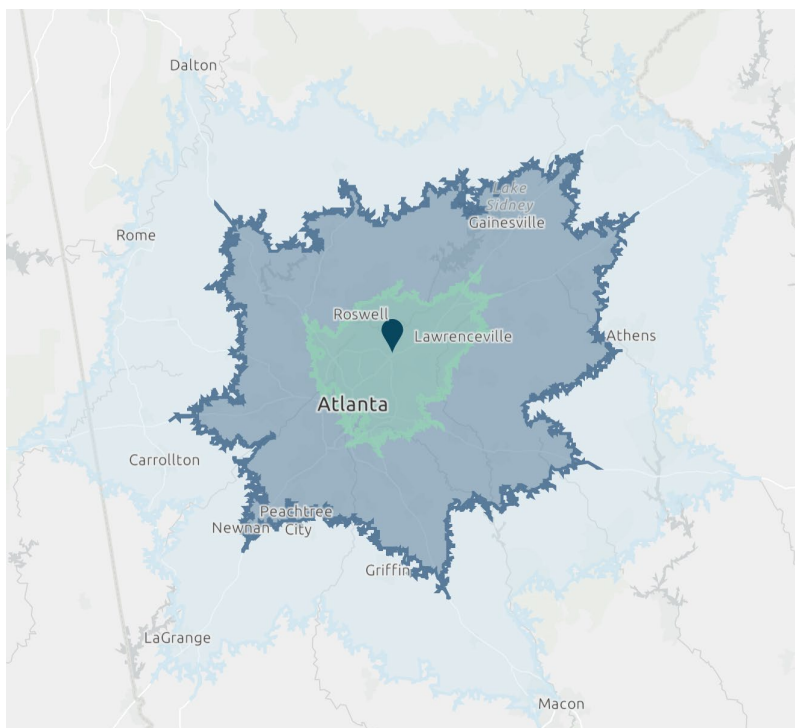 Dalton
Lake
Sidney
Gainesville
Rome
Roswell
Lawrenceville
Athens
Atlanta
Carrollton
Peachtree
Newnan City
Griffin
LaGrange
Macon